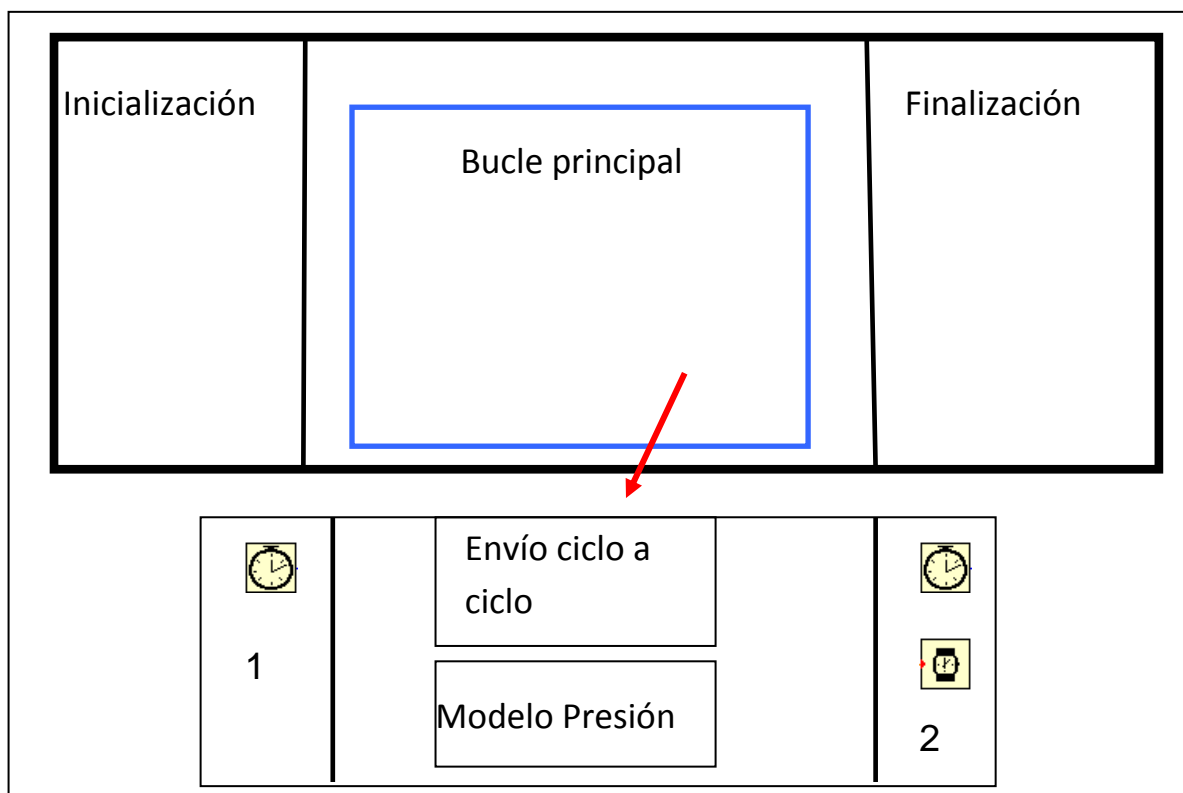 Inicialización
Bucle principal
Finalización
Envío ciclo a
ciclo
1
Modelo Presión
2